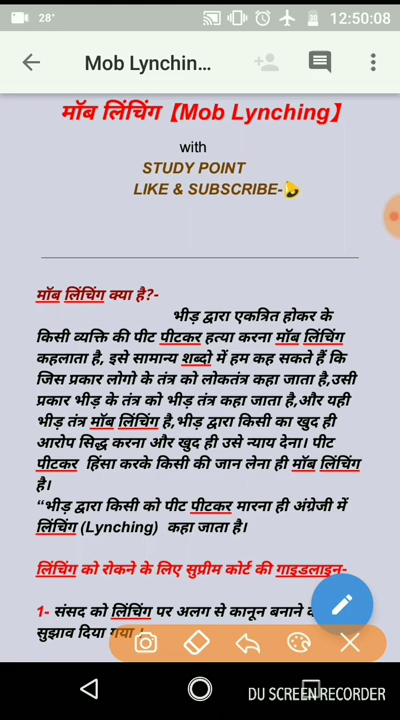 28° 12:50:08
Mob Lynchin...
मॉब लिंचिंग【Mob Lynching】
with
STUDY POINT
LIKE & SUBSCRIBE-
मॉब लिंचिंग क्या है?-
भीड़ द्वारा एकत्रित होकर के
किसी व्यक्ति की पीट पीटकर हत्या करना मॉब लिंचिंग
कहलाता है, इसे सामान्य शब्दो में हम कह सकते हैं कि
जिस प्रकार लोगो के तंत्र को लोकतंत्र कहा जाता है,उसी
प्रकार भीड़ के तंत्र को भीड़ तंत्र कहा जाता है,और यही
भीड़ तंत्र मॉब लिंचिंग है,भीड़ द्वारा किसी का खुद ही
आरोप सिद्ध करना और खुद ही उसे न्याय देना। पीट
पीटकर हिंसा करके किसी की जान लेना ही मॉब लिंचिंग
है।
“भीड़ द्वारा किसी को पीट पीटकर मारना ही अंग्रेजी में
लिंचिंग (Lynching) कहा जाता है।
लिंचिंग को रोकने के लिए सुप्रीम कोर्ट की गाइडलाइन-
1- संसद को लिंचिंग पर अलग से कानून बनाने
सुझाव दिया गया ।
DU SCREEN RECORDER